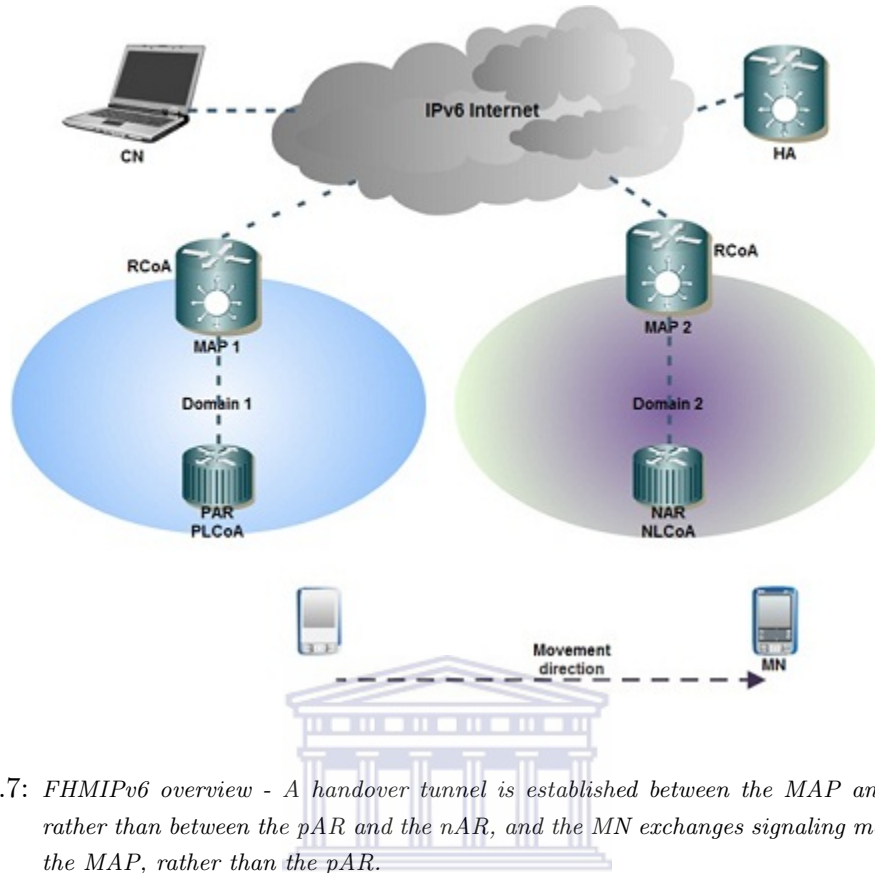 IPv6 Internet
CN
HA
RCoA
RCoA
MAP 1
MAP 2
Domain 1
Domain 2
PAR
PLCoA
NAR
NLCoA
Movement
direction
MN
.7: FHMIPv6 overview - A handover tunnel is established between the MAP an
rather than between the pAR and the nAR, and the MN exchanges signaling m
the MAP, rather than the pAR.